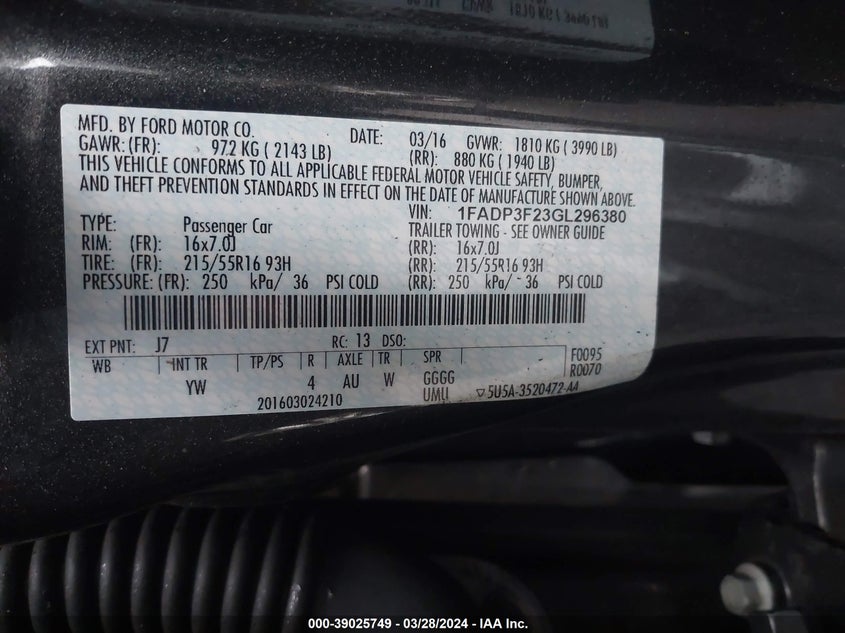 MFD. BY FORD MOTOR CO. DATE: 03/16 GVWR: 1810 KG ( 3990 LB)
GAWR: (FR): 972 KG ( 2143 LB) (RR): 880 KG ( 1940 LB)
THIS VEHICLE CONFORMS TO ALL APPLICABLE FEDERAL MOTOR VEHICLE SAFETY, BUMPER,
AND THEFT PREVENTION STANDARDS IN EFFECT ON THE DATE OF MANUFACTURE SHOWN ABOVE.
VIN: 1FADP3F23GL296380
TYPE: Passenger Car TRAILER TOWING - SEE OWNER GUIDE
RIM: (FR): 16x7.0J (RR): 16x7.0J
TIRE: (FR): 215/55R16 93H (RR): 215/55R16 93H
PRESSURE: (FR): 250 kPa/ 36 PSI COLD (RR): 250 kPa/ 36 PSI COLD
EXT PNT: J7 RC: 13 DSO:
WB INT TR TP/PS R AXLE TR SPR F0095
YW 4 AU W GGGG R0070
201603024210 UMLI ▽5U5A-3520472-AA
000-39025749 - 03/28/2024 - IAA Inc.